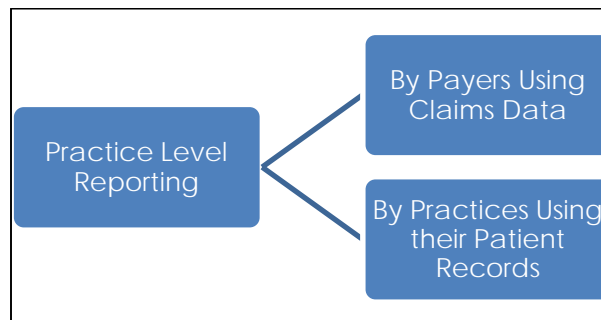 Practice Level
Reporting
By Payers Using
Claims Data
By Practices Using
their Patient
Records